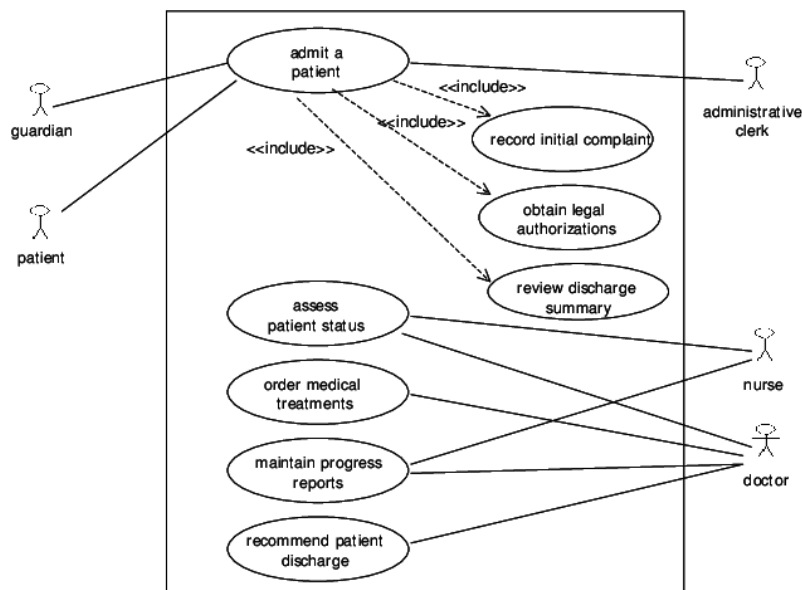 admit a
patient
<<include>>
<<include>>
<<include>>
guardian
administrative
clerk
record initial complaint
patient
obtain legal
authorizations
review discharge
summary
assess
patient status
nurse
order medical
treatments
maintain progress
reports
doctor
recommend patient
discharge